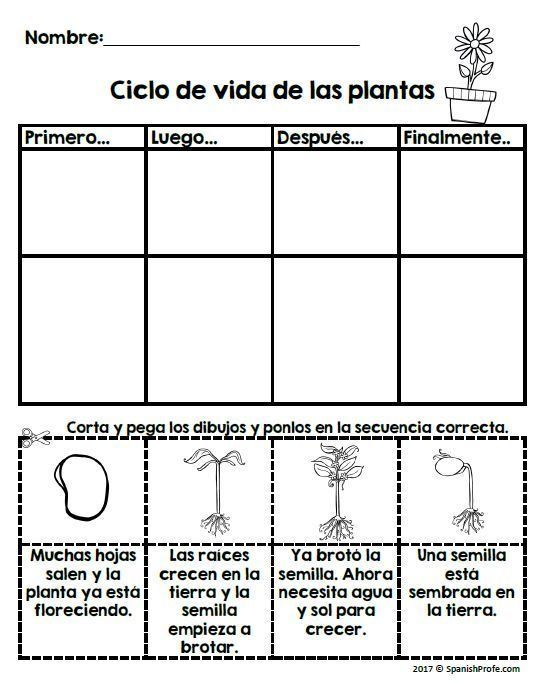 Nombre:
Ciclo de vida de las plantas
Primero... Luego... Después... Finalmente..
Corta y pega los dibujos y ponlos en la secuencia correcta.
Muchas hojas
salen y la
planta ya está
floreciendo.
Las raíces
crecen en la
tierra y la
semilla
empieza a
brotar.
Ya brotó la
semilla. Ahora
necesita agua
y sol para
crecer.
Una semilla
está
sembrada en
la tierra.
2017 © SpanishProfe.com